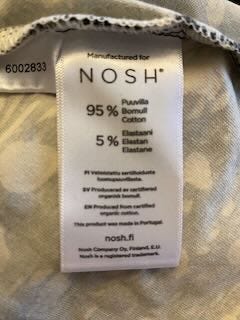 6002833
Manufactured for
NOSH®
95%
Puuvilla
Bomull
Cotton
5%
Elastaani
Elastan
Elastane
FI Valmistettu sertifioidusta
luomupuuvillasta.
SV Producerad av certifierad
organisk bomull.
EN Produced from certified
organic cotton.
This product was made in Portugal.
nosh.fi
Nosh Company Oy, Finland, E.U.
Nosh is a registered trademark.